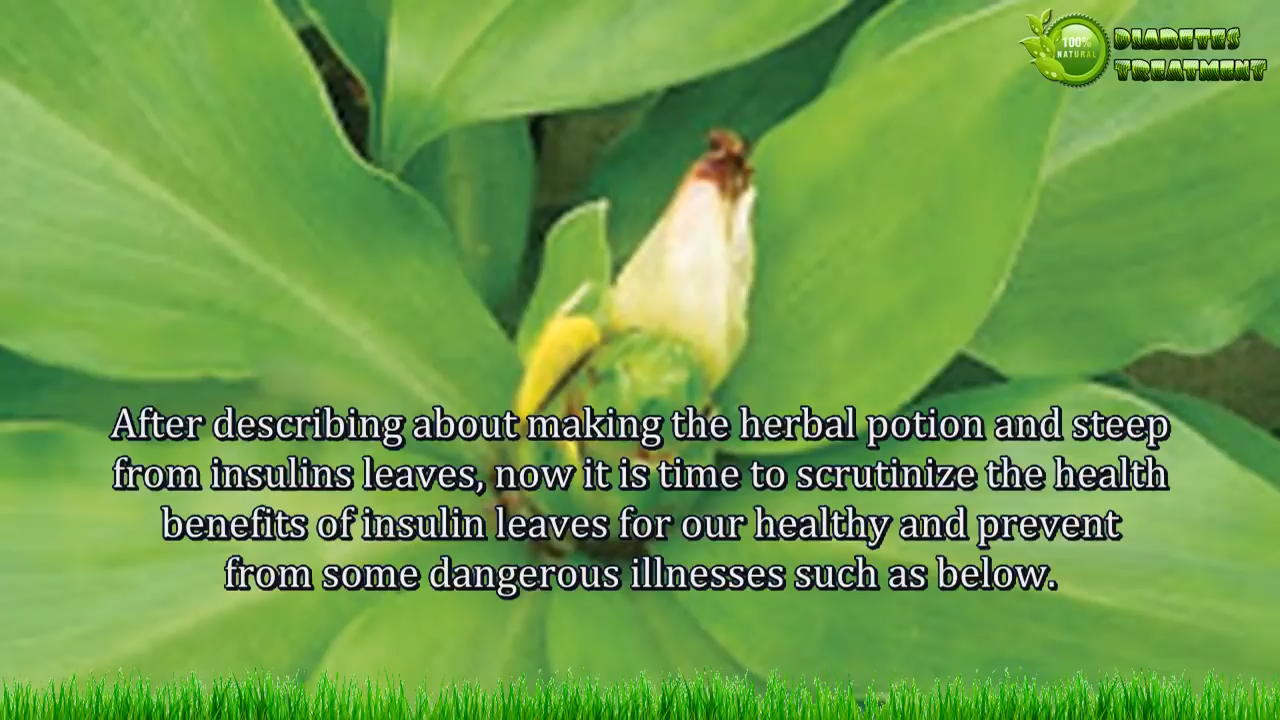 100%
NATURAL
DIABETES
TREATMENT
After describing about making the herbal potion and steep
from insulins leaves, now it is time to scrutinize the health
benefits of insulin leaves for our healthy and prevent
from some dangerous illnesses such as below.